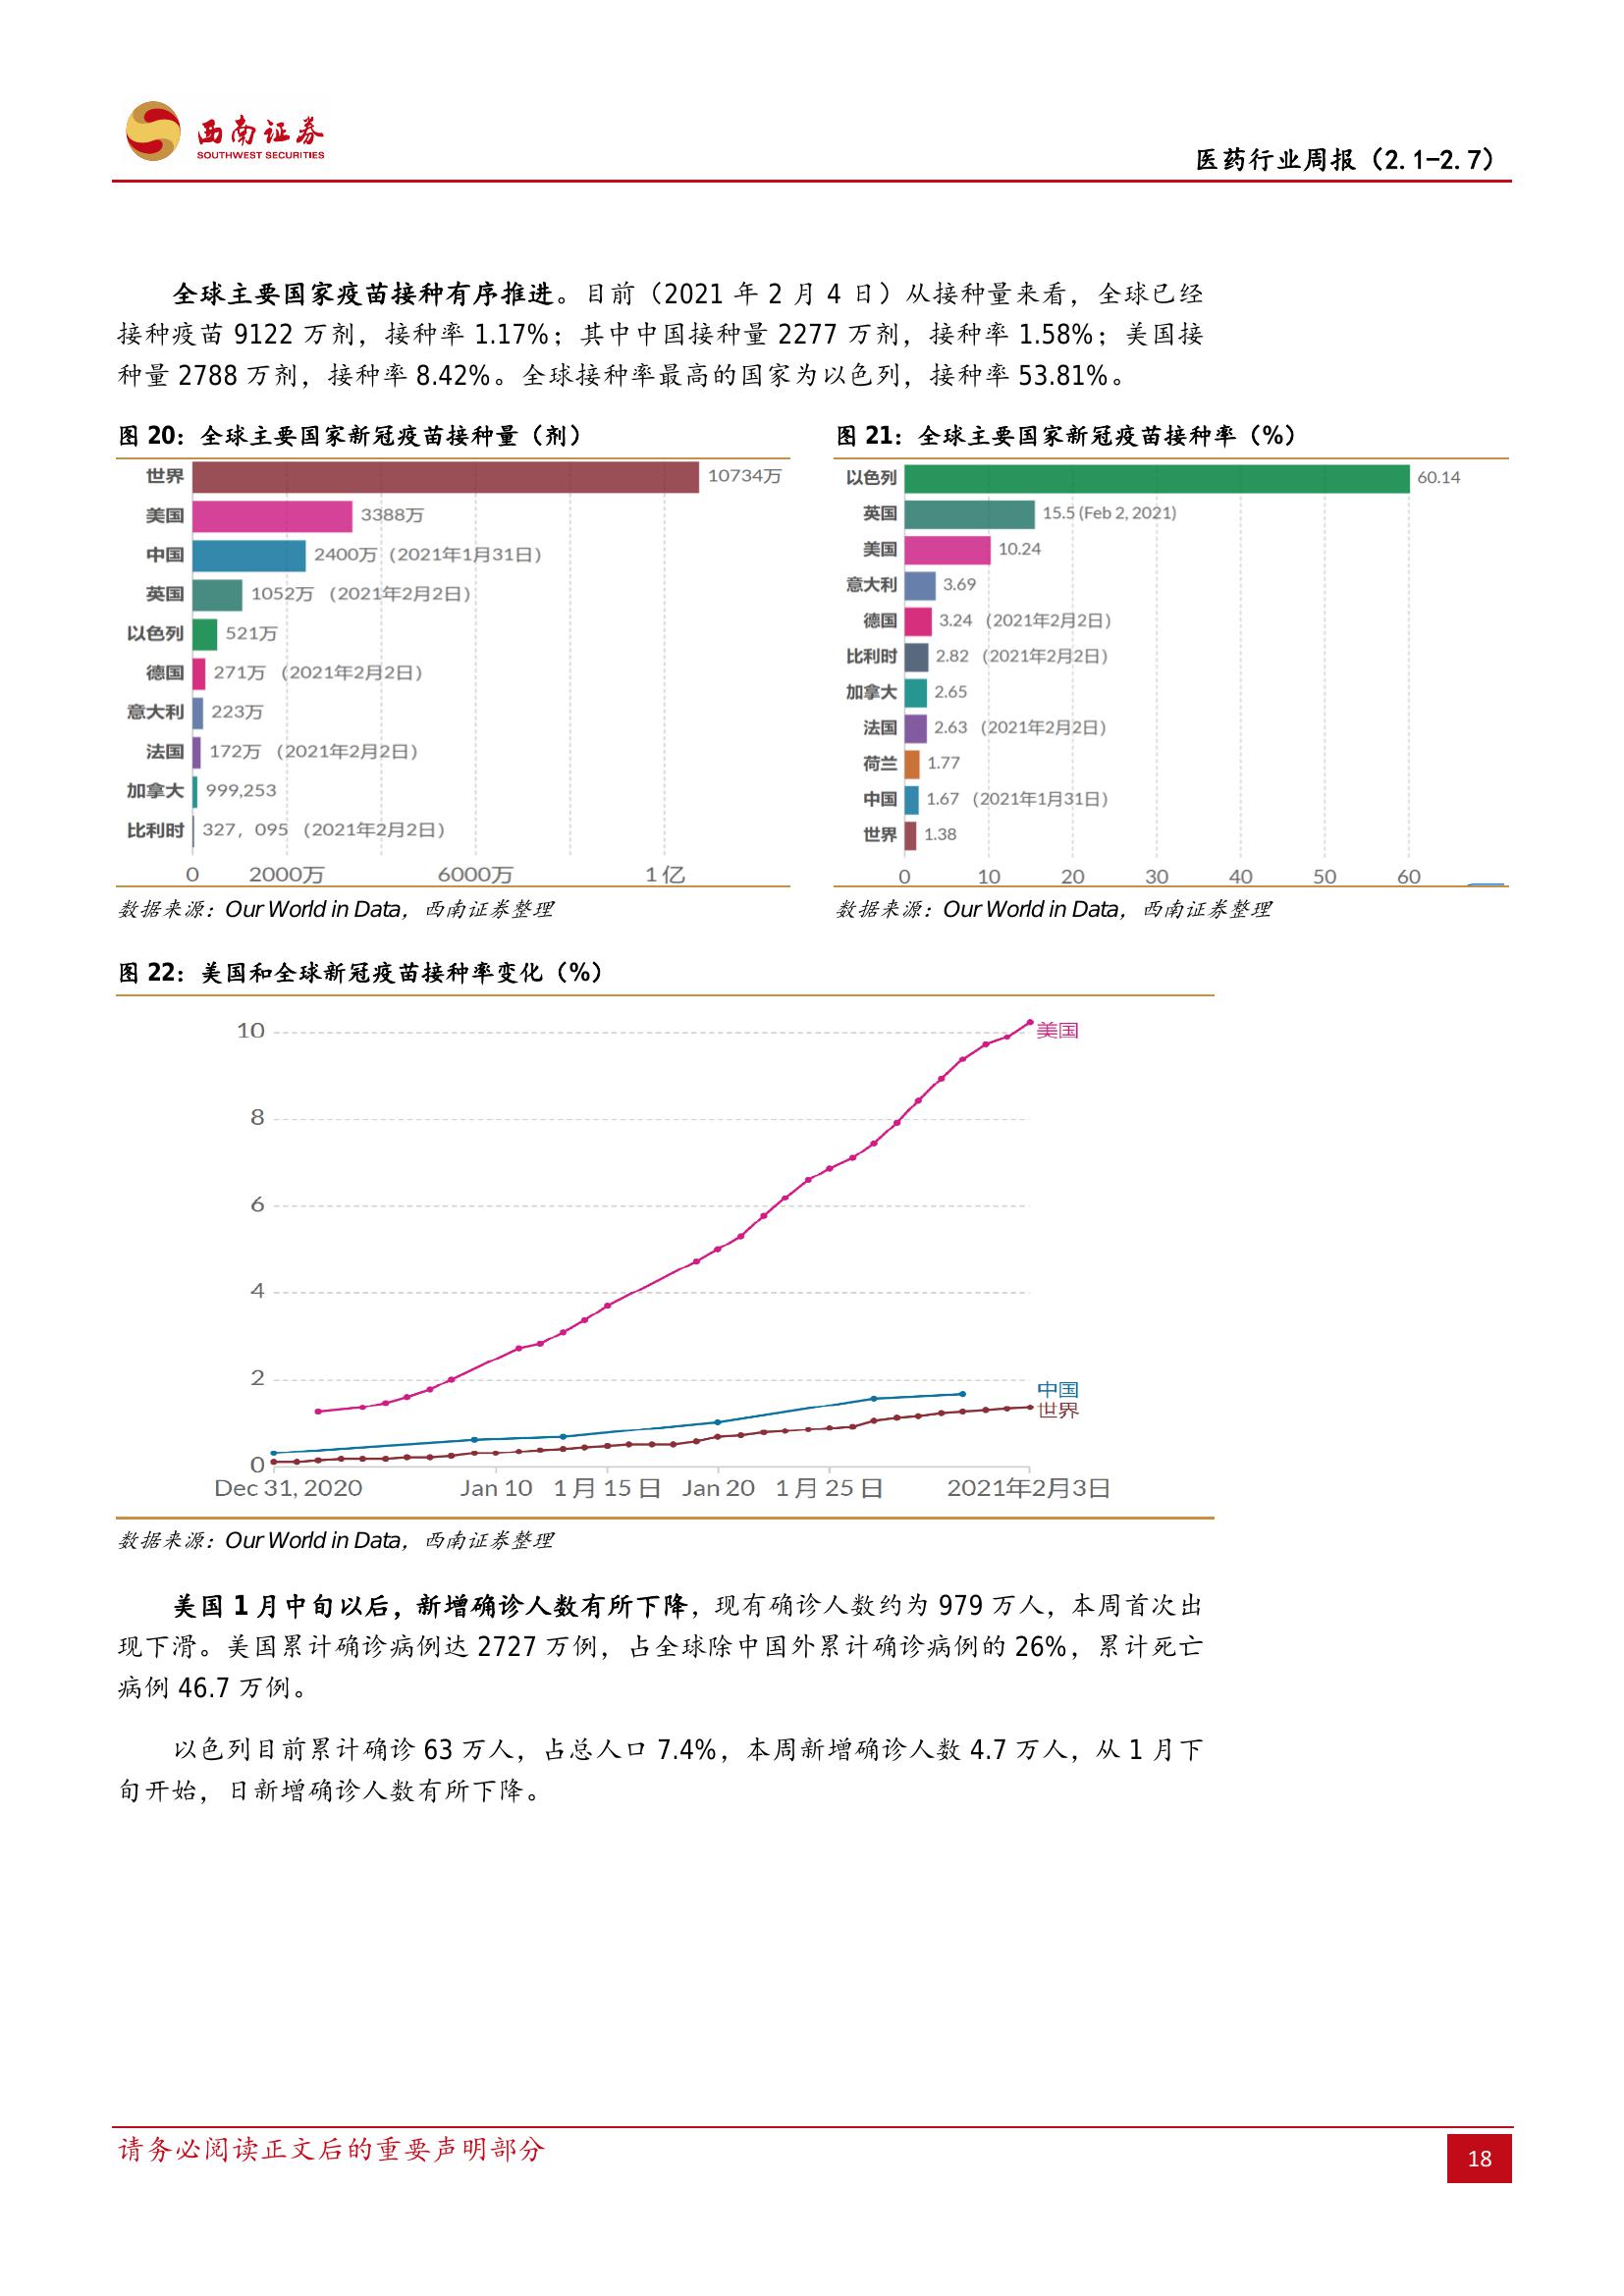 西南证券
SOUTHWEST SECURITIES
医药行业周报（2.1-2.7）
全球主要国家疫苗接种有序推进。目前（2021 年 2 月 4 日）从接种量来看，全球已经
接种疫苗 9122 万剂，接种率 1.17%；其中中国接种量 2277 万剂，接种率 1.58%；美国接
种量 2788 万剂，接种率 8.42%。全球接种率最高的国家为以色列，接种率 53.81%。
图 20：全球主要国家新冠疫苗接种量（剂）
世界 10734万
美国 3388万
中国 2400万（2021年1月31日）
英国 1052万（2021年2月2日）
以色列 521万
德国 271万（2021年2月2日）
意大利 223万
法国 172万（2021年2月2日）
加拿大 999,253
比利时 327，095（2021年2月2日）
0 2000万 6000万 1亿
数据来源：Our World in Data，西南证券整理
图 21：全球主要国家新冠疫苗接种率（%）
以色列 60.14
英国 15.5 (Feb 2, 2021)
美国 10.24
意大利 3.69
德国 3.24（2021年2月2日）
比利时 2.82（2021年2月2日）
加拿大 2.65
法国 2.63（2021年2月2日）
荷兰 1.77
中国 1.67（2021年1月31日）
世界 1.38
0 10 20 30 40 50 60
数据来源：Our World in Data，西南证券整理
图 22：美国和全球新冠疫苗接种率变化（%）
10
美国
8
6
4
2
中国
世界
0
Dec 31, 2020 Jan 10 1月 15 日 Jan 20 1月 25 日 2021年2月3日
数据来源：Our World in Data，西南证券整理
美国 1 月中旬以后，新增确诊人数有所下降，现有确诊人数约为 979 万人，本周首次出
现下滑。美国累计确诊病例达 2727 万例，占全球除中国外累计确诊病例的 26%，累计死亡
病例 46.7 万例。
以色列目前累计确诊 63 万人，占总人口 7.4%，本周新增确诊人数 4.7 万人，从 1 月下
旬开始，日新增确诊人数有所下降。
请务必阅读正文后的重要声明部分
18